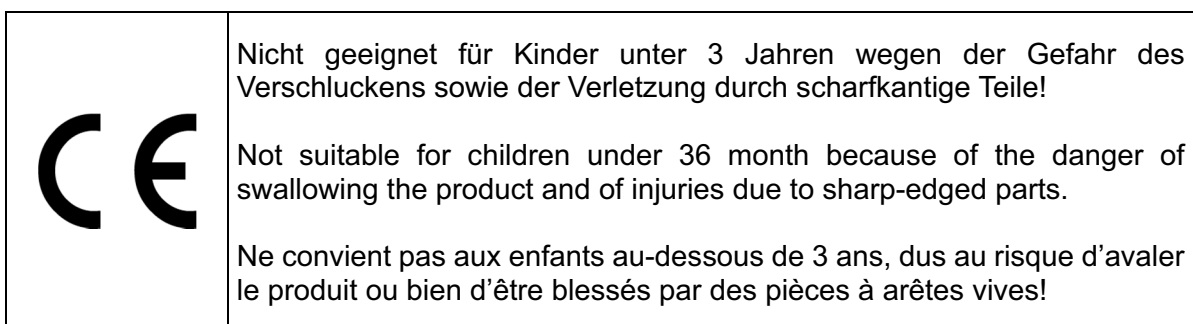 CE
Nicht geeignet für Kinder unter 3 Jahren wegen der Gefahr des
Verschluckens sowie der Verletzung durch scharfkantige Teile!
Not suitable for children under 36 month because of the danger of
swallowing the product and of injuries due to sharp-edged parts.
Ne convient pas aux enfants au-dessous de 3 ans, dus au risque d’avaler
le produit ou bien d’être blessés par des pièces à arêtes vives!